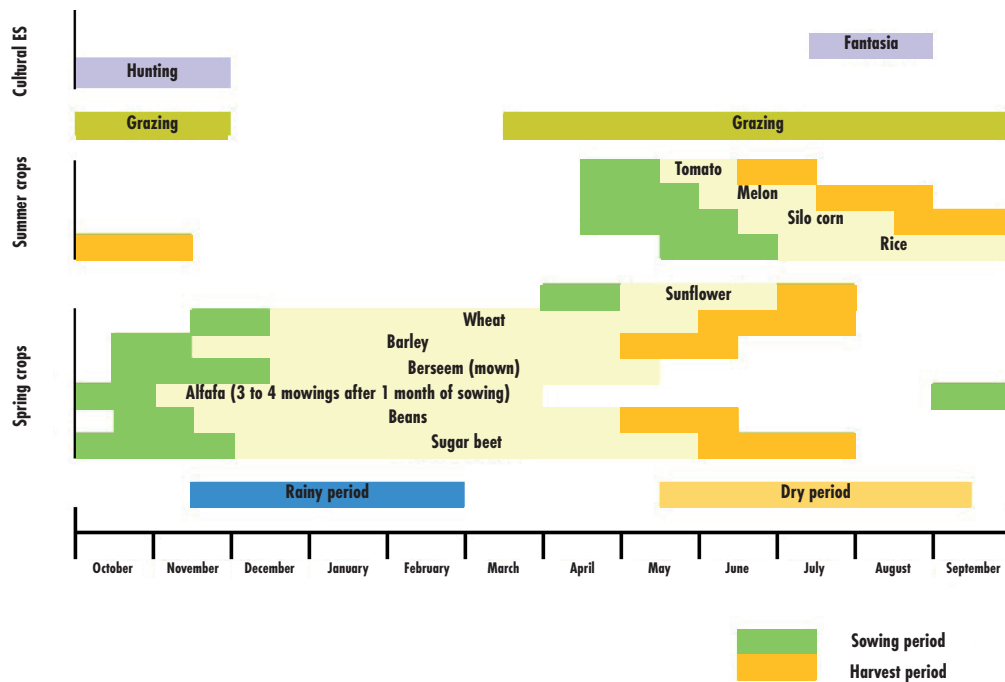 Cultural ES
Fantasia
Hunting
Grazing
Grazing
Summer crops
Tomato
Melon
Silo corn
Rice
Spring crops
Sunflower
Wheat
Barley
Berseem (mown)
Alfafa (3 to 4 mowings after 1 month of sowing)
Beans
Sugar beet
Rainy period
Dry period
October
November
December
January
February
March
April
May
June
July
August
September
Sowing period
Harvest period